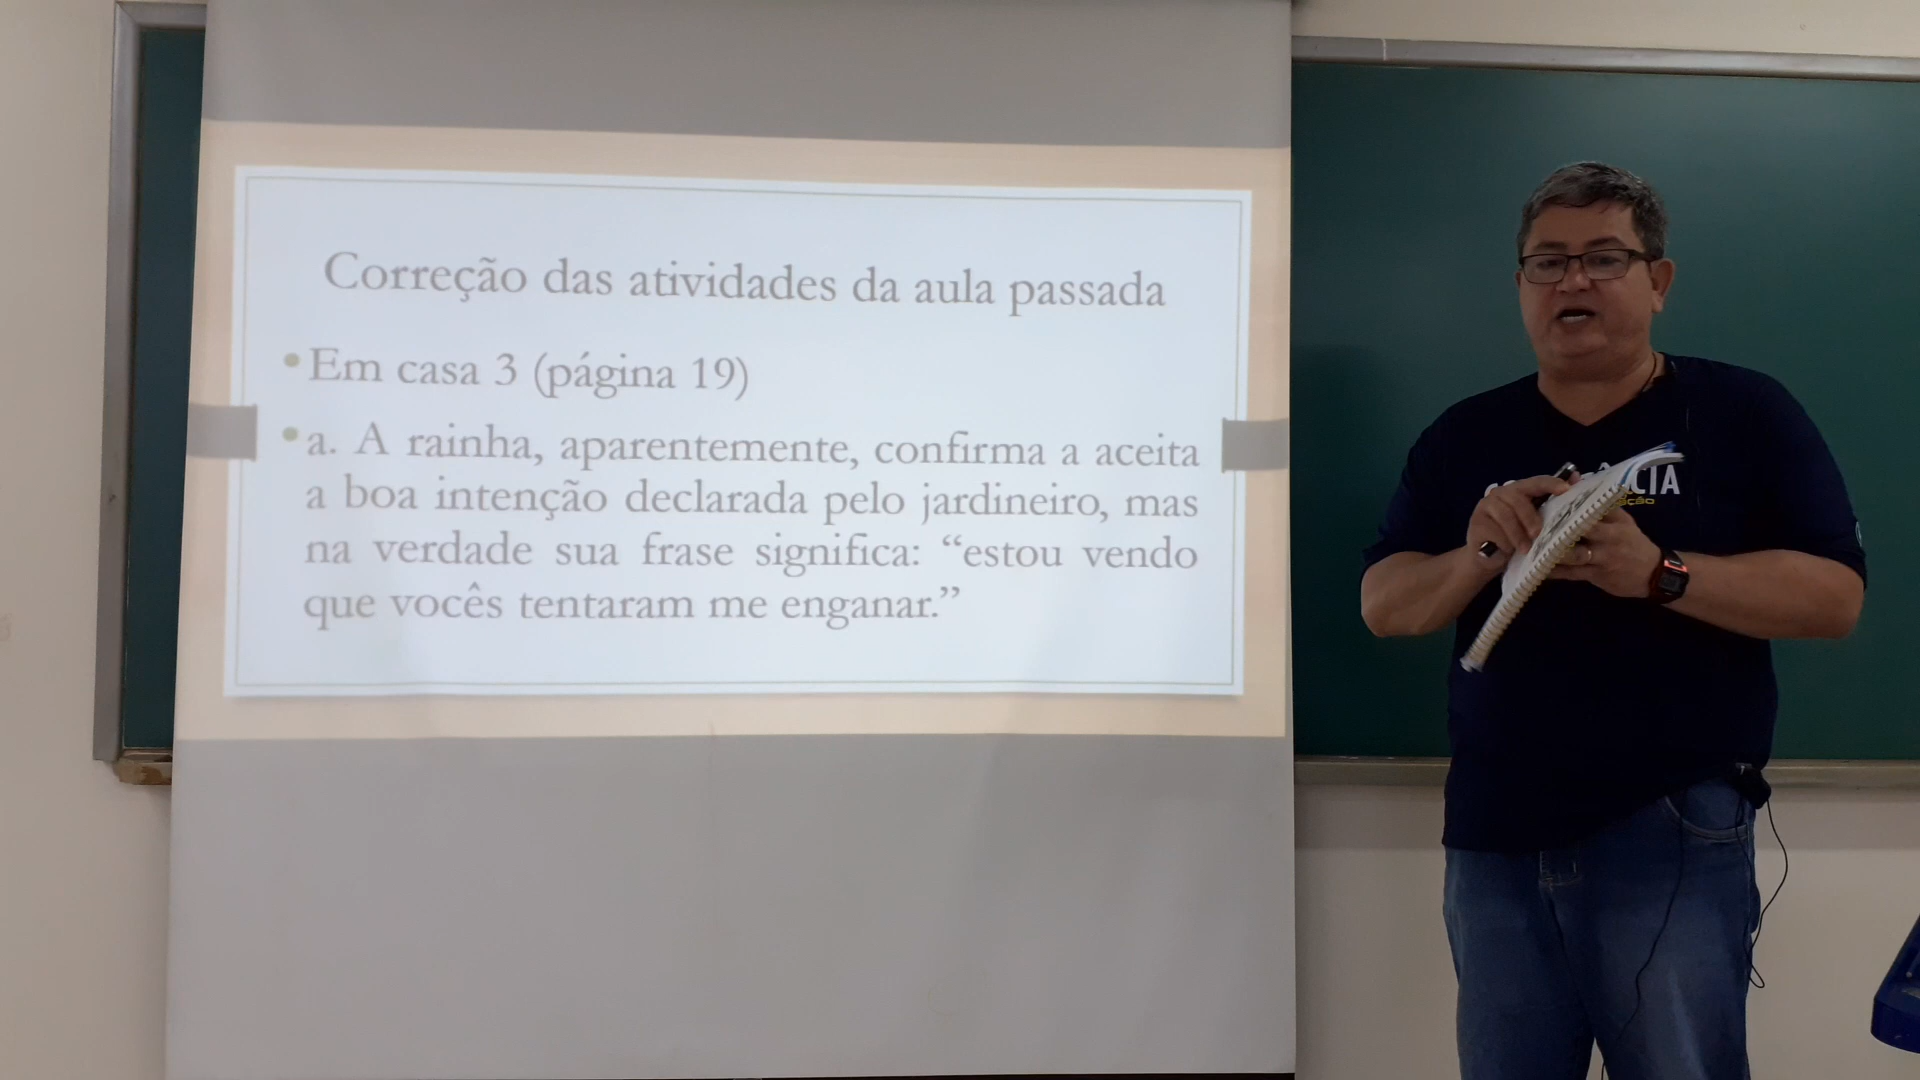 Correção das atividades da aula passada
•Em casa 3 (página 19)
•a. A rainha, aparentemente, confirma a aceita
a boa intenção declarada pelo jardineiro, mas
na verdade sua frase significa: “estou vendo
que vocês tentaram me enganar.”